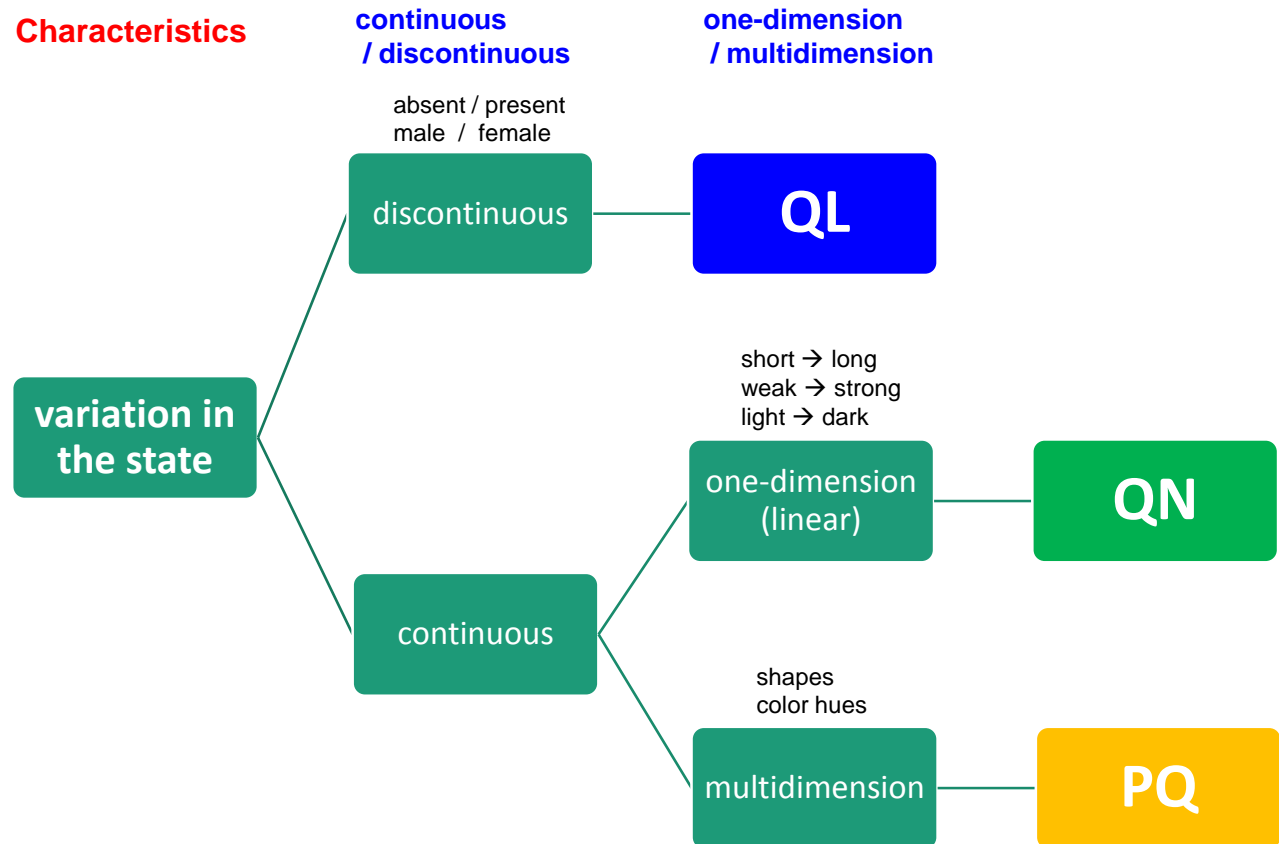 Characteristics
continuous
/ discontinuous
one-dimension
/ multidimension
absent / present
male / female
discontinuous
QL
variation in
the state
short → long
weak → strong
light → dark
one-dimension
(linear)
QN
continuous
shapes
color hues
multidimension
PQ